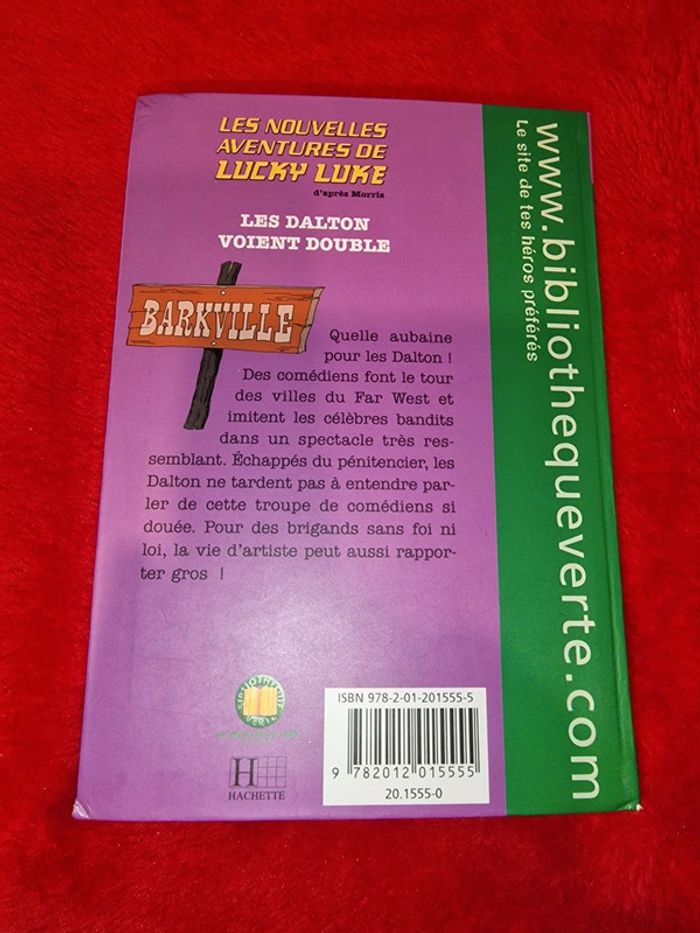 LES NOUVELLES
AVENTURES DE
LUCKY LUKE
d'après Morris
LES DALTON
VOIENT DOUBLE
BARKVILLE
Quelle aubaine
pour les Dalton !
Des comédiens font le tour
des villes du Far West et
imitent les célèbres bandits
dans un spectacle très res-
semblant. Échappés du pénitencier, les
Dalton ne tardent pas à entendre par-
ler de cette troupe de comédiens si
douée. Pour des brigands sans foi ni
loi, la vie d'artiste peut aussi rappor-
ter gros !
www.bibliothequeverte.com
Le site de tes héros préférés
BIBLIOTHEQUE
VERTE
H
HACHETTE
ISBN 978-2-01-201555-5
9 782012 015555
20.1555-0